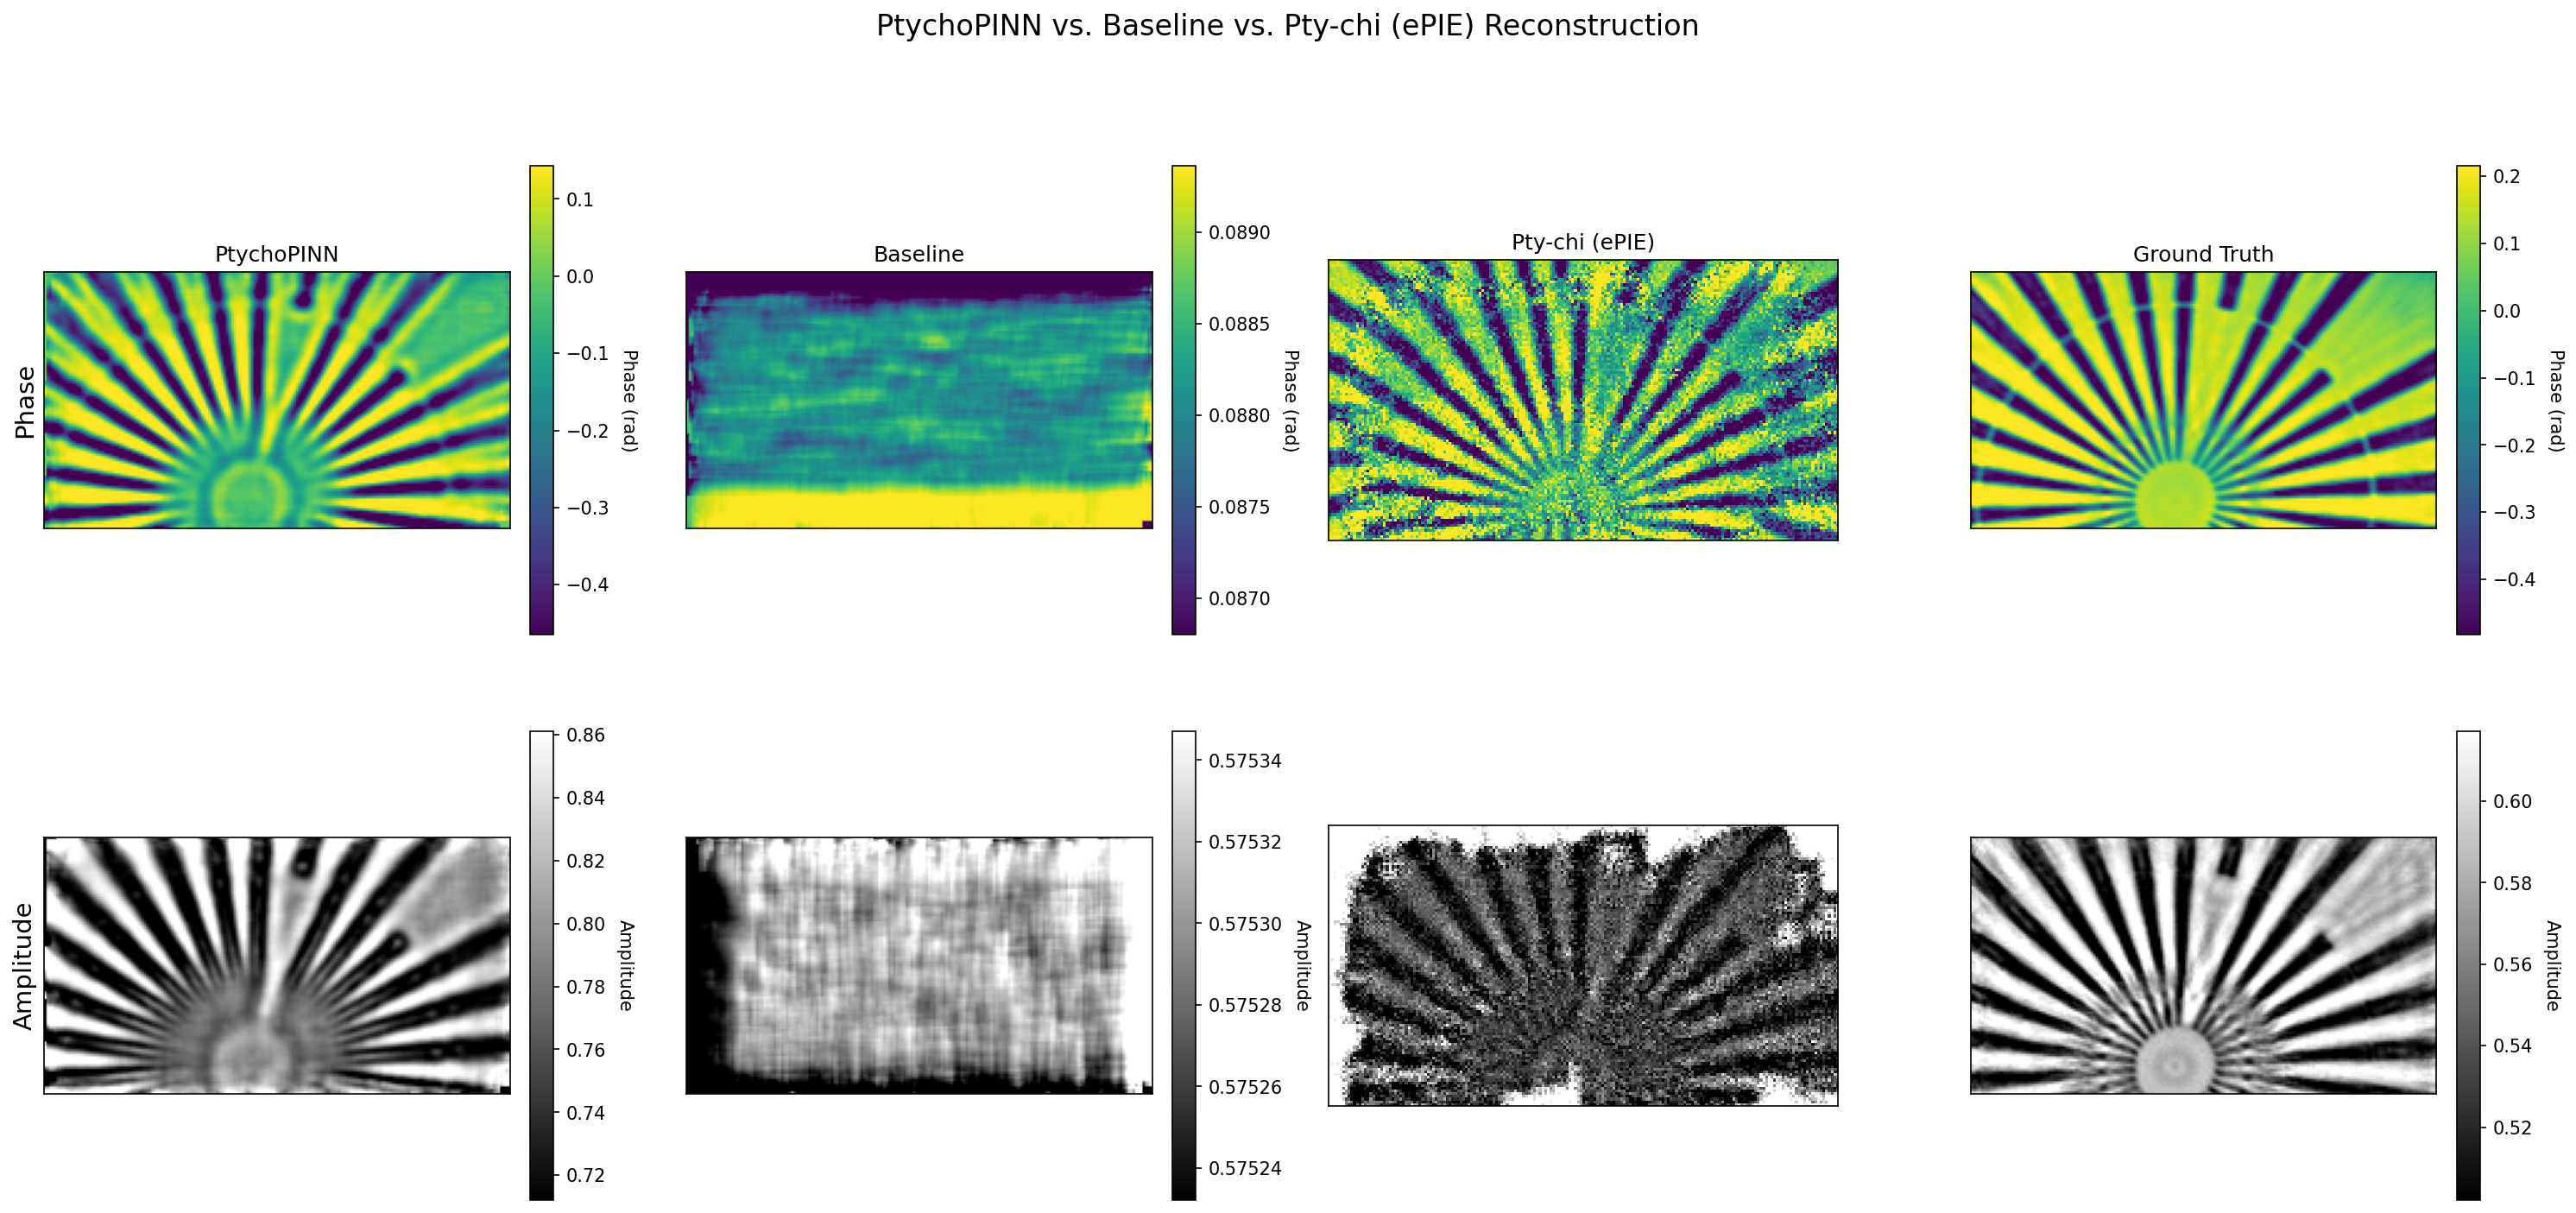 PtychoPINN vs. Baseline vs. Pty-chi (ePIE) Reconstruction
PtychoPINN
Baseline
Pty-chi (ePIE)
Ground Truth
Phase
0.1
0.0
−0.1
−0.2
−0.3
−0.4
Phase (rad)
0.0890
0.0885
0.0880
0.0875
0.0870
Phase (rad)
0.2
0.1
0.0
−0.1
−0.2
−0.3
−0.4
Phase (rad)
Amplitude
0.86
0.84
0.82
0.80
0.78
0.76
0.74
0.72
Amplitude
0.57534
0.57532
0.57530
0.57528
0.57526
0.57524
Amplitude
0.60
0.58
0.56
0.54
0.52
Amplitude